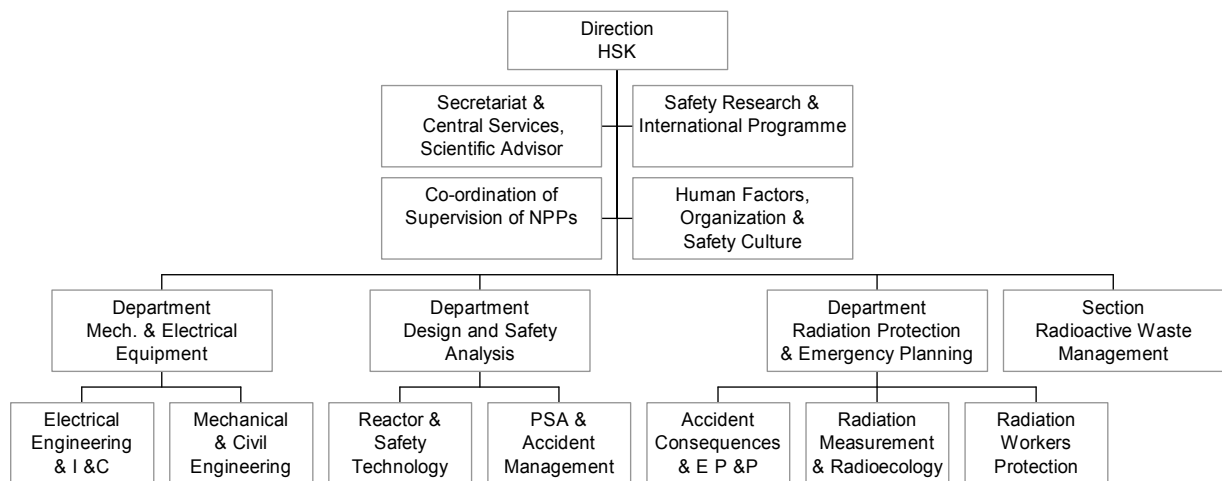 Direction
HSK
Secretariat &
Central Services,
Scientific Advisor
Safety Research &
International Programme
Co-ordination of
Supervision of NPPs
Human Factors,
Organization &
Safety Culture
Department
Mech. & Electrical
Equipment
Department
Design and Safety
Analysis
Department
Radiation Protection
& Emergency Planning
Section
Radioactive Waste
Management
Electrical
Engineering
& I &C
Mechanical
& Civil
Engineering
Reactor &
Safety
Technology
PSA &
Accident
Management
Accident
Consequences
& E P &P
Radiation
Measurement
& Radioecology
Radiation
Workers
Protection